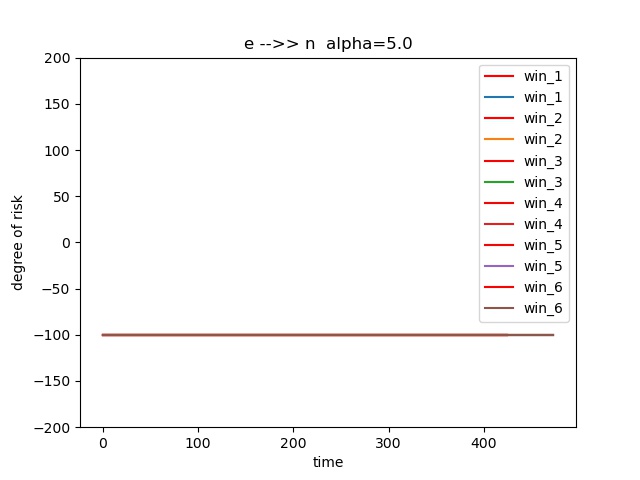 e -->> n  alpha=5.0
degree of risk
200
150
100
50
0
−50
−100
−150
−200
win_1
win_1
win_2
win_2
win_3
win_3
win_4
win_4
win_5
win_5
win_6
win_6
0
100
200
300
400
time